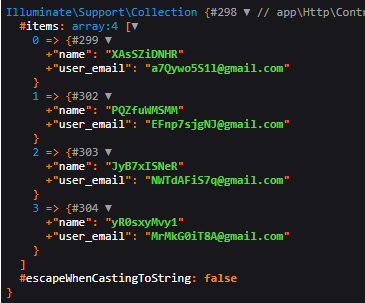 Illuminate\Support\Collection {#298 ▼ // app\Http\Contr
#items: array:4 [▼
0 => {#299 ▼
+"name": "XAsSZiDNHR"
+"user_email": "a7Qywo5S1l@gmail.com"
}
1 => {#302 ▼
+"name": "PQZfuWMSMM"
+"user_email": "EFnp7sjgNJ@gmail.com"
}
2 => {#303 ▼
+"name": "JyB7xISNeR"
+"user_email": "NWTdAFiS7q@gmail.com"
}
3 => {#304 ▼
+"name": "yR0sxyMvy1"
+"user_email": "MrMkG0iT8A@gmail.com"
}
]
#escapeWhenCastingToString: false
}